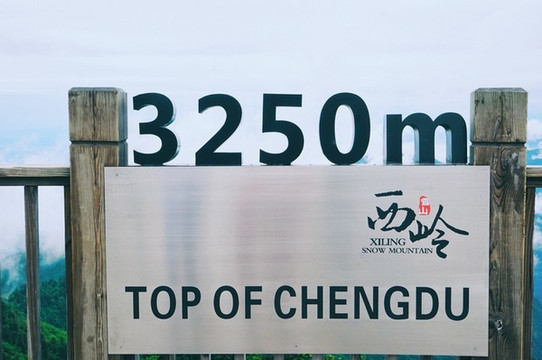 3250m
西岭
XILING
SNOW MOUNTAIN
TOP OF CHENGDU